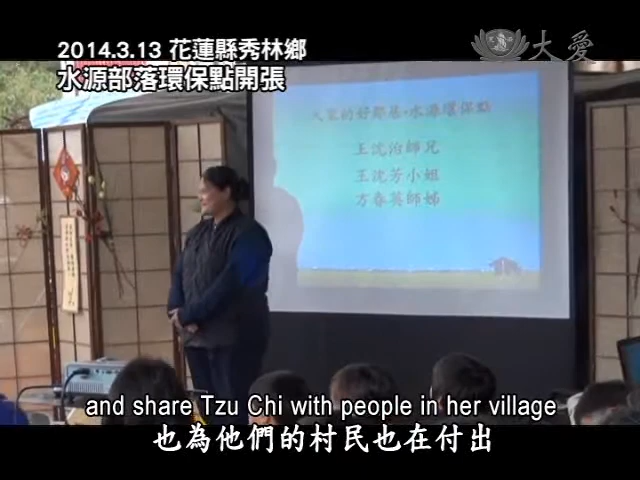 2014.3.13 花蓮縣秀林鄉
水源部落環保點開張
大愛
大家的好鄰居‧水源環保點
王沈治師兄
王沈芳小姐
方春英師姊
and share Tzu Chi with people in her village
也為他們的村民也在付出